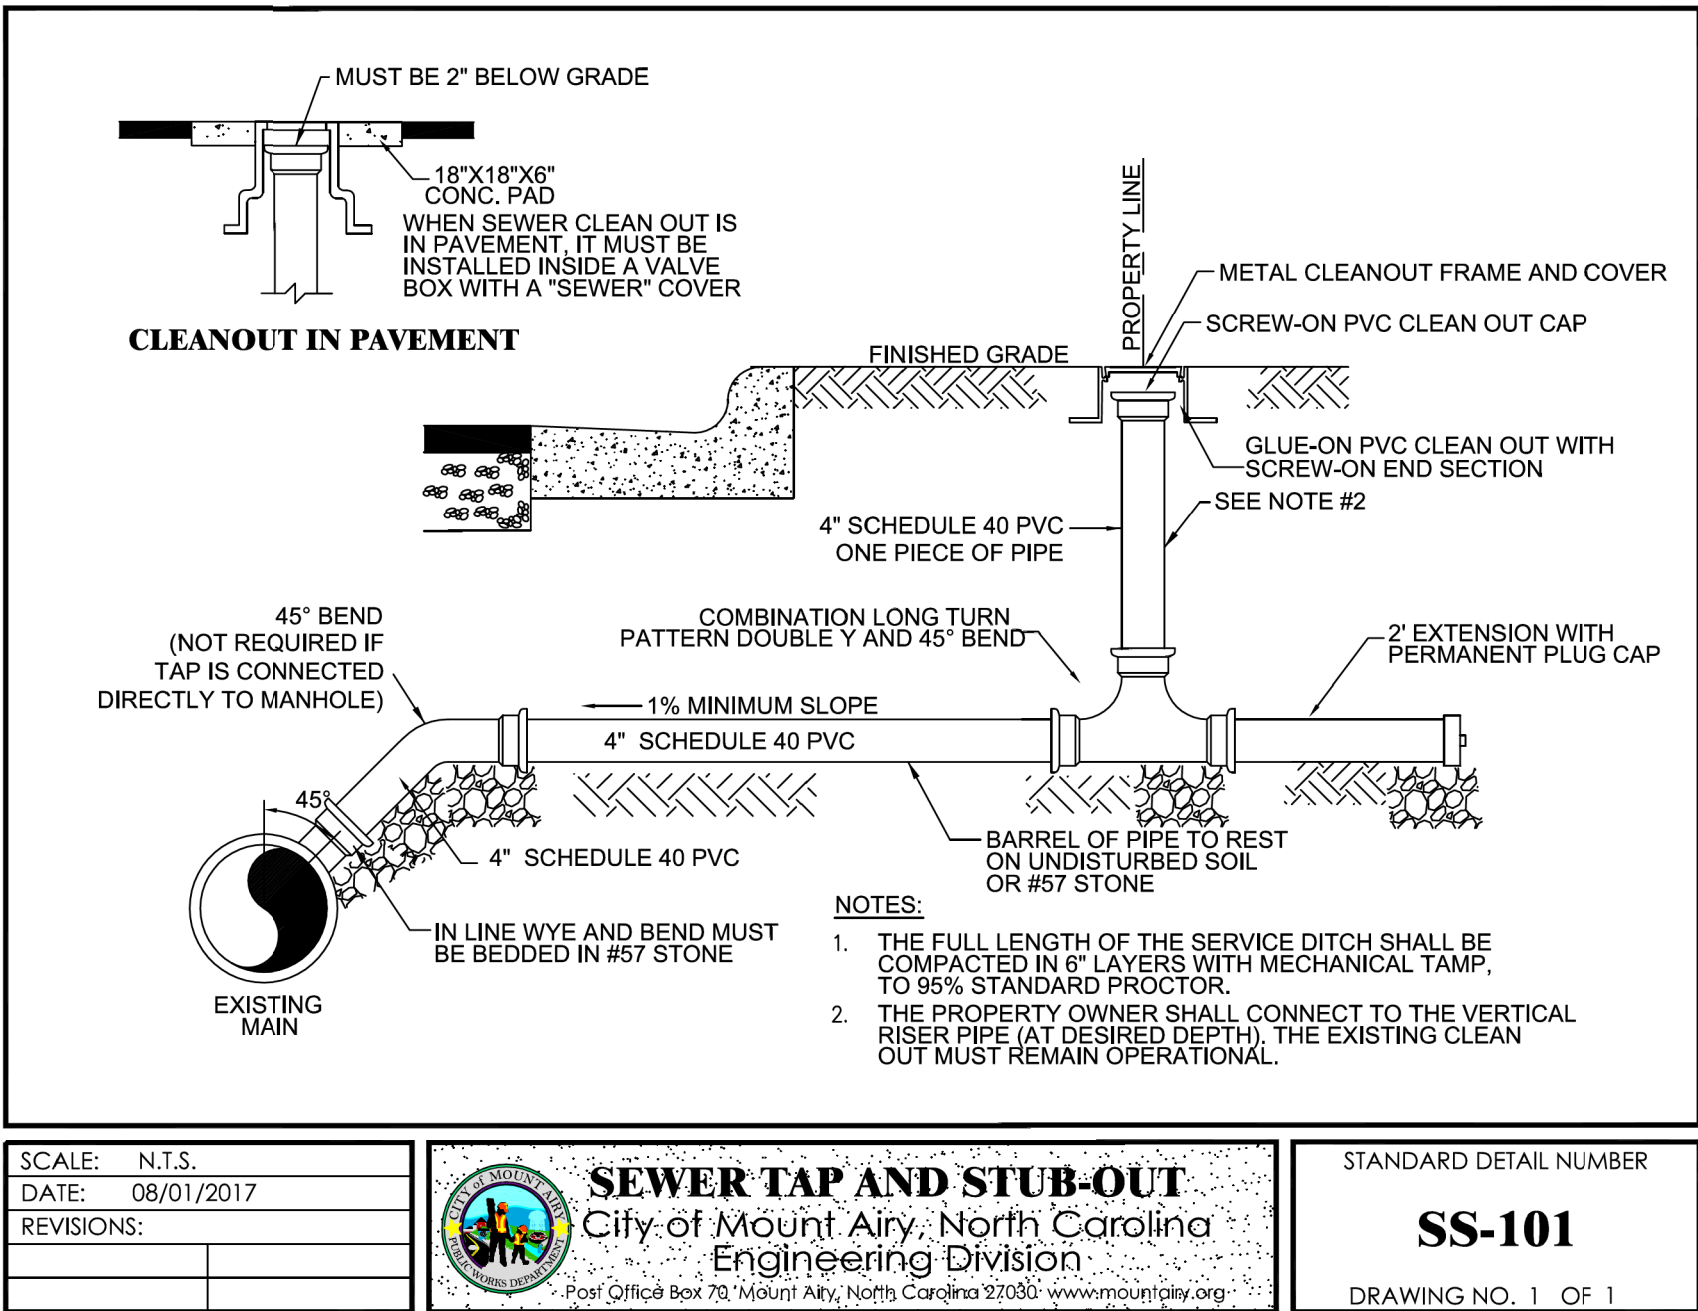 MUST BE 2" BELOW GRADE
18"X18"X6"
CONC. PAD
WHEN SEWER CLEAN OUT IS
IN PAVEMENT, IT MUST BE
INSTALLED INSIDE A VALVE
BOX WITH A "SEWER" COVER
CLEANOUT IN PAVEMENT
PROPERTY LINE
METAL CLEANOUT FRAME AND COVER
SCREW-ON PVC CLEAN OUT CAP
FINISHED GRADE
GLUE-ON PVC CLEAN OUT WITH
SCREW-ON END SECTION
SEE NOTE #2
4" SCHEDULE 40 PVC
ONE PIECE OF PIPE
45° BEND
(NOT REQUIRED IF
TAP IS CONNECTED
DIRECTLY TO MANHOLE)
COMBINATION LONG TURN
PATTERN DOUBLE Y AND 45° BEND
2' EXTENSION WITH
PERMANENT PLUG CAP
1% MINIMUM SLOPE
4" SCHEDULE 40 PVC
45°
4" SCHEDULE 40 PVC
BARREL OF PIPE TO REST
ON UNDISTURBED SOIL
OR #57 STONE
IN LINE WYE AND BEND MUST
BE BEDDED IN #57 STONE
EXISTING
MAIN
NOTES:
1. THE FULL LENGTH OF THE SERVICE DITCH SHALL BE
COMPACTED IN 6" LAYERS WITH MECHANICAL TAMP,
TO 95% STANDARD PROCTOR.
2. THE PROPERTY OWNER SHALL CONNECT TO THE VERTICAL
RISER PIPE (AT DESIRED DEPTH). THE EXISTING CLEAN
OUT MUST REMAIN OPERATIONAL.
SCALE: N.T.S.
DATE: 08/01/2017
REVISIONS:
CITY of MOUNT AIRY
PUBLIC WORKS DEPARTMENT
SEWER TAP AND STUB-OUT
City of Mount Airy, North Carolina
Engineering Division
Post Office Box 70 Mount Airy, North Carolina 27030 www.mountairy.org
STANDARD DETAIL NUMBER
SS-101
DRAWING NO. 1 OF 1